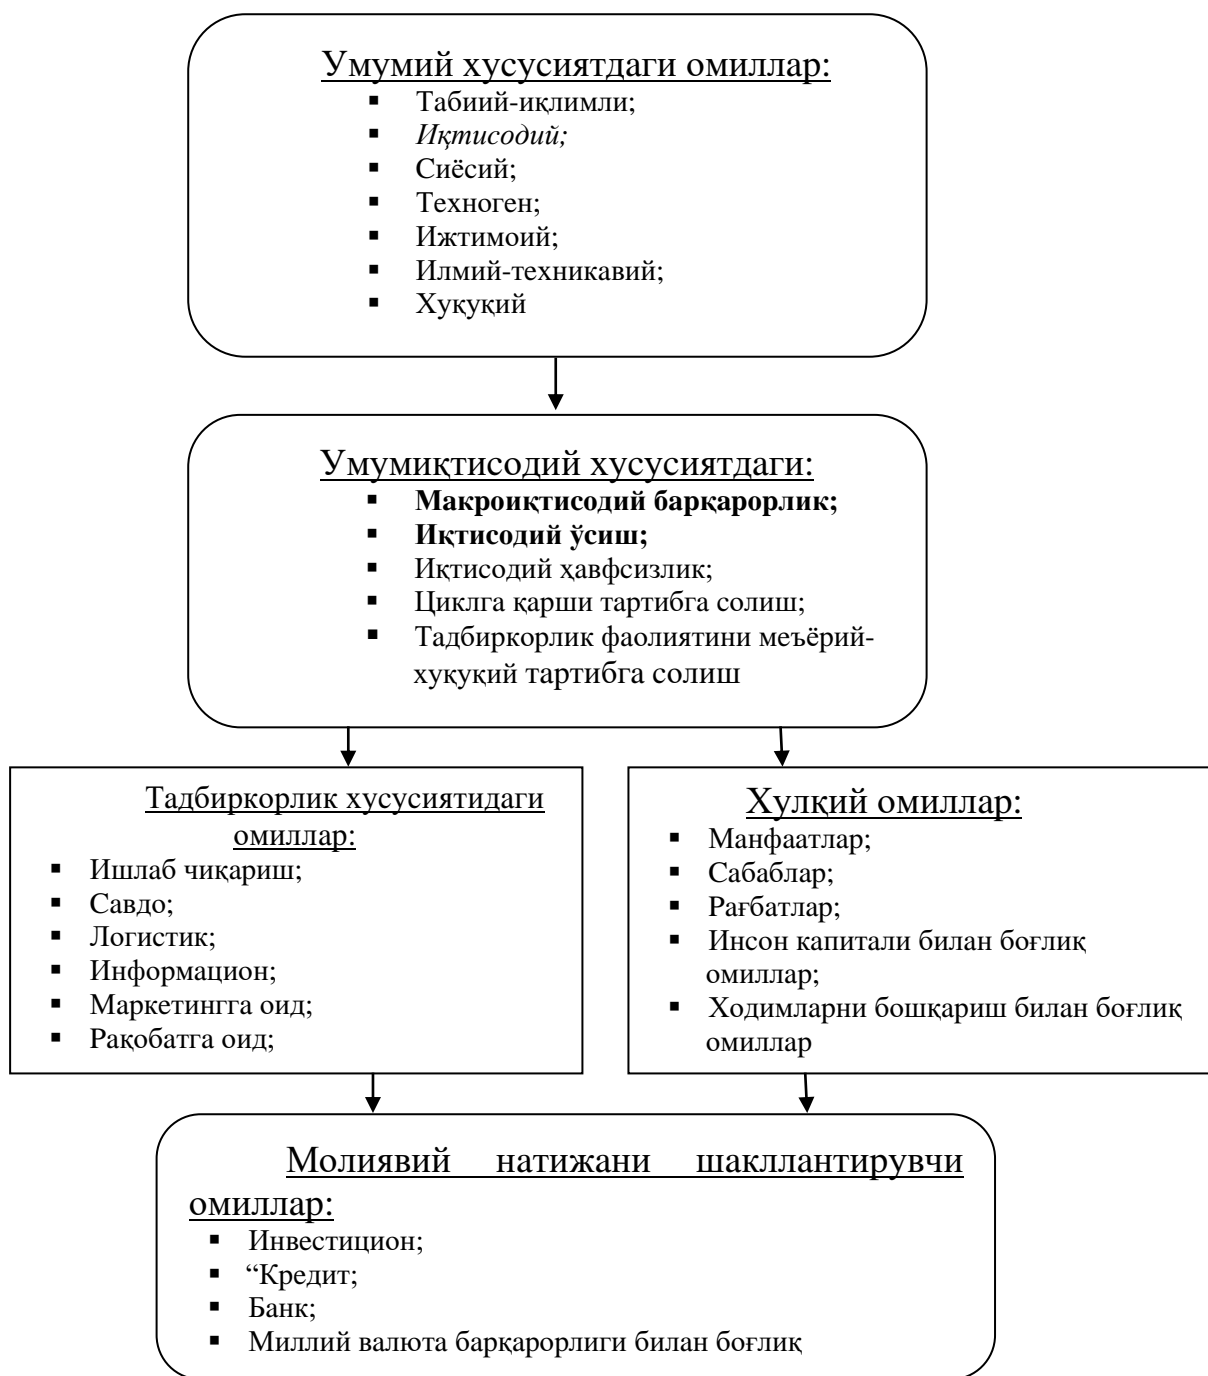 Умумий хусусиятдаги омиллар:
▪ Табиий-иқлимли;
▪ Иқтисодий;
▪ Сиёсий;
▪ Техноген;
▪ Ижтимоий;
▪ Илмий-техникавий;
▪ Хуқуқий
Умумиқтисодий хусусиятдаги:
▪ Макроиқтисодий барқарорлик;
▪ Иқтисодий ўсиш;
▪ Иқтисодий ҳавфсизлик;
▪ Циклга қарши тартибга солиш;
▪ Тадбиркорлик фаолиятини меъёрий-
хуқуқий тартибга солиш
Тадбиркорлик хусусиятидаги
омиллар:
▪ Ишлаб чиқариш;
▪ Савдо;
▪ Логистик;
▪ Информацион;
▪ Маркетингга оид;
▪ Рақобатга оид;
Хулқий омиллар:
▪ Манфаатлар;
▪ Сабаблар;
▪ Рағбатлар;
▪ Инсон капитали билан боғлиқ
омиллар;
▪ Ходимларни бошқариш билан боғлиқ
омиллар
Молиявий натижани шакллантирувчи
омиллар:
▪ Инвестицион;
▪ “Кредит;
▪ Банк;
▪ Миллий валюта барқарорлиги билан боғлиқ